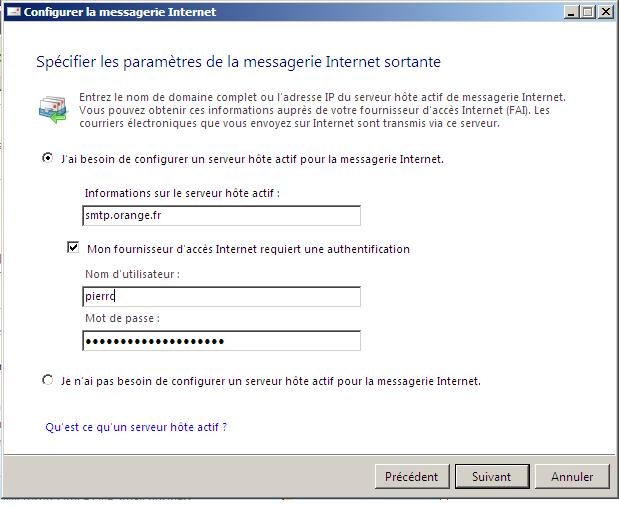 Configurer la messagerie Internet
Spécifier les paramètres de la messagerie Internet sortante
Entrez le nom de domaine complet ou l'adresse IP du serveur hôte actif de messagerie Internet.
Vous pouvez obtenir ces informations auprès de votre fournisseur d'accès Internet (FAI). Les
courriers électroniques que vous envoyez sur Internet sont transmis via ce serveur.
J'ai besoin de configurer un serveur hôte actif pour la messagerie Internet.
Informations sur le serveur hôte actif :
smtp.orange.fr
Mon fournisseur d'accès Internet requiert une authentification
Nom d'utilisateur :
Mot de passe :
••••••••••••••••••••
Je n'ai pas besoin de configurer un serveur hôte actif pour la messagerie Internet.
Qu'est ce qu'un serveur hôte actif ?
Précédent
Suivant
Annuler